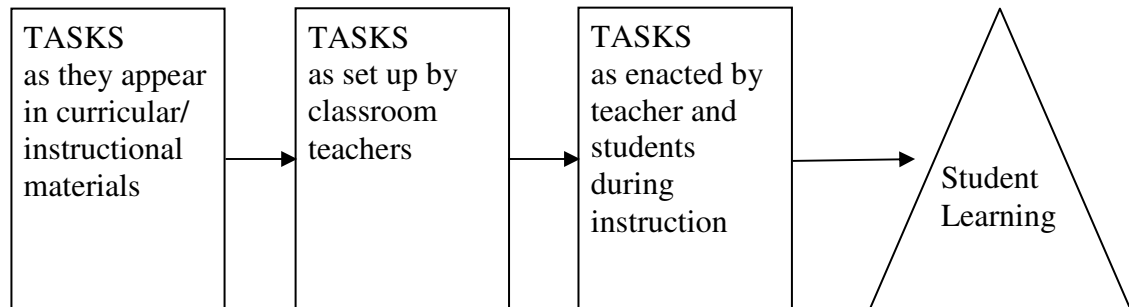 TASKS
as they appear
in curricular/
instructional
materials
TASKS
as set up by
classroom
teachers
TASKS
as enacted by
teacher and
students
during
instruction
Student
Learning